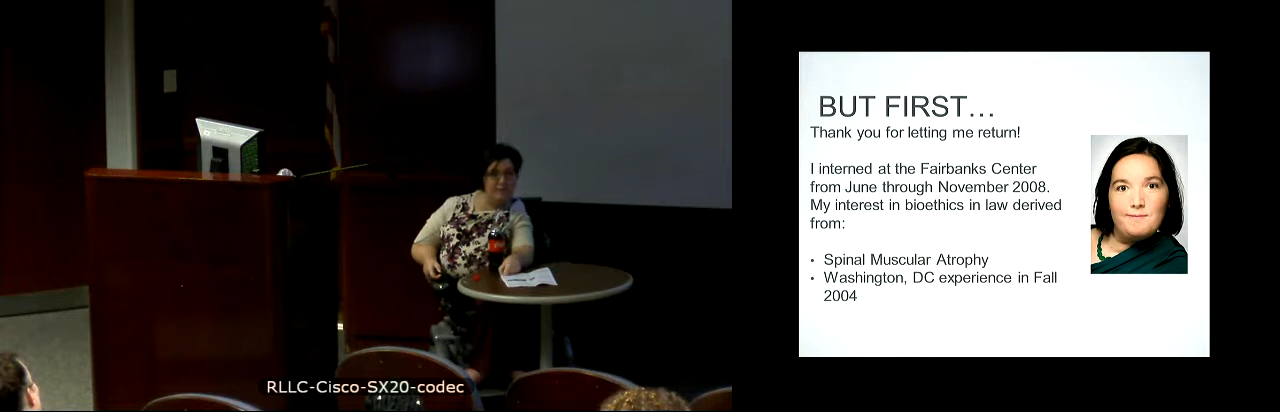 BUT FIRST...
Thank you for letting me return!
I interned at the Fairbanks Center
from June through November 2008.
My interest in bioethics in law derived
from:
• Spinal Muscular Atrophy
• Washington, DC experience in Fall
2004
RLLC-Cisco-SX20-codec